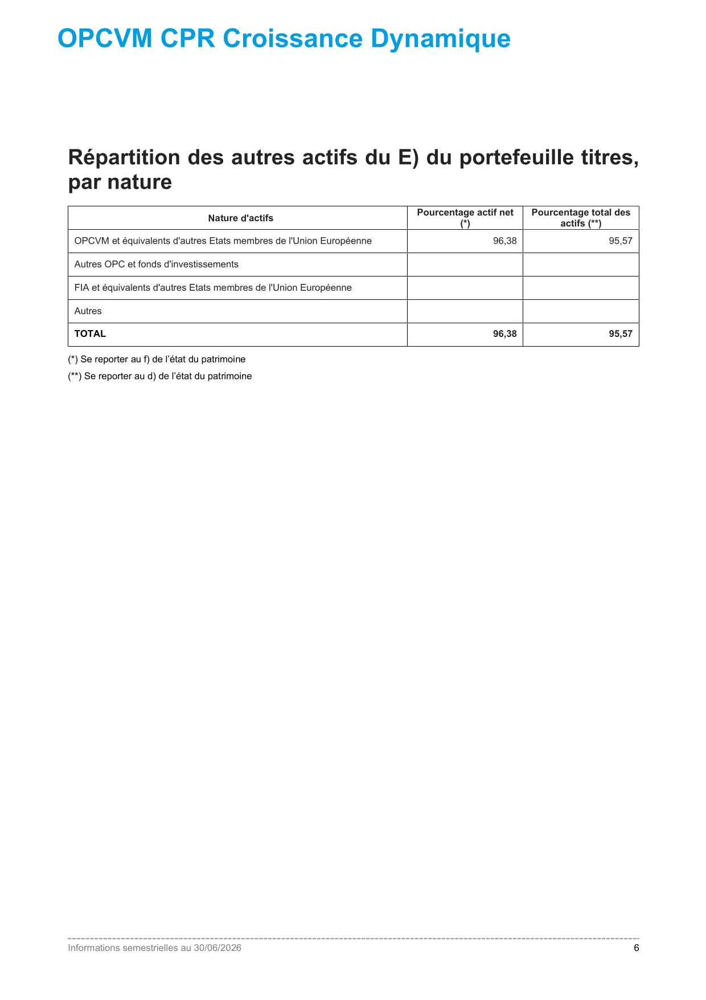 OPCVM CPR Croissance Dynamique
Répartition des autres actifs du E) du portefeuille titres,
par nature
Nature d'actifs
Pourcentage actif net
(*)
Pourcentage total des
actifs (**)
OPCVM et équivalents d'autres Etats membres de l'Union Européenne 96,38 95,57
Autres OPC et fonds d'investissements
FIA et équivalents d'autres Etats membres de l'Union Européenne
Autres
TOTAL 96,38 95,57
(*) Se reporter au f) de l’état du patrimoine
(**) Se reporter au d) de l’état du patrimoine
Informations semestrielles au 30/06/2026 6